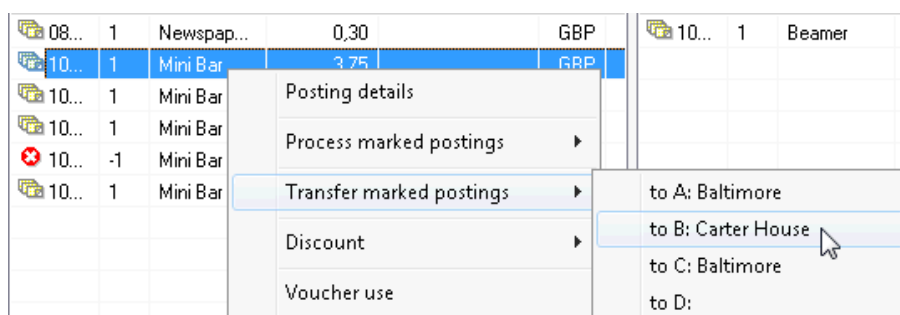 08... 1 Newspap... 0,30 GBP 10... 1 Beamer
10... 1 Mini Bar 3,75 GBP
10... 1 Mini Bar
10... 1 Mini Bar
10... -1 Mini Bar
10... 1 Mini Bar
Posting details
Process marked postings
Transfer marked postings
Discount
Voucher use
to A: Baltimore
to B: Carter House
to C: Baltimore
to D: